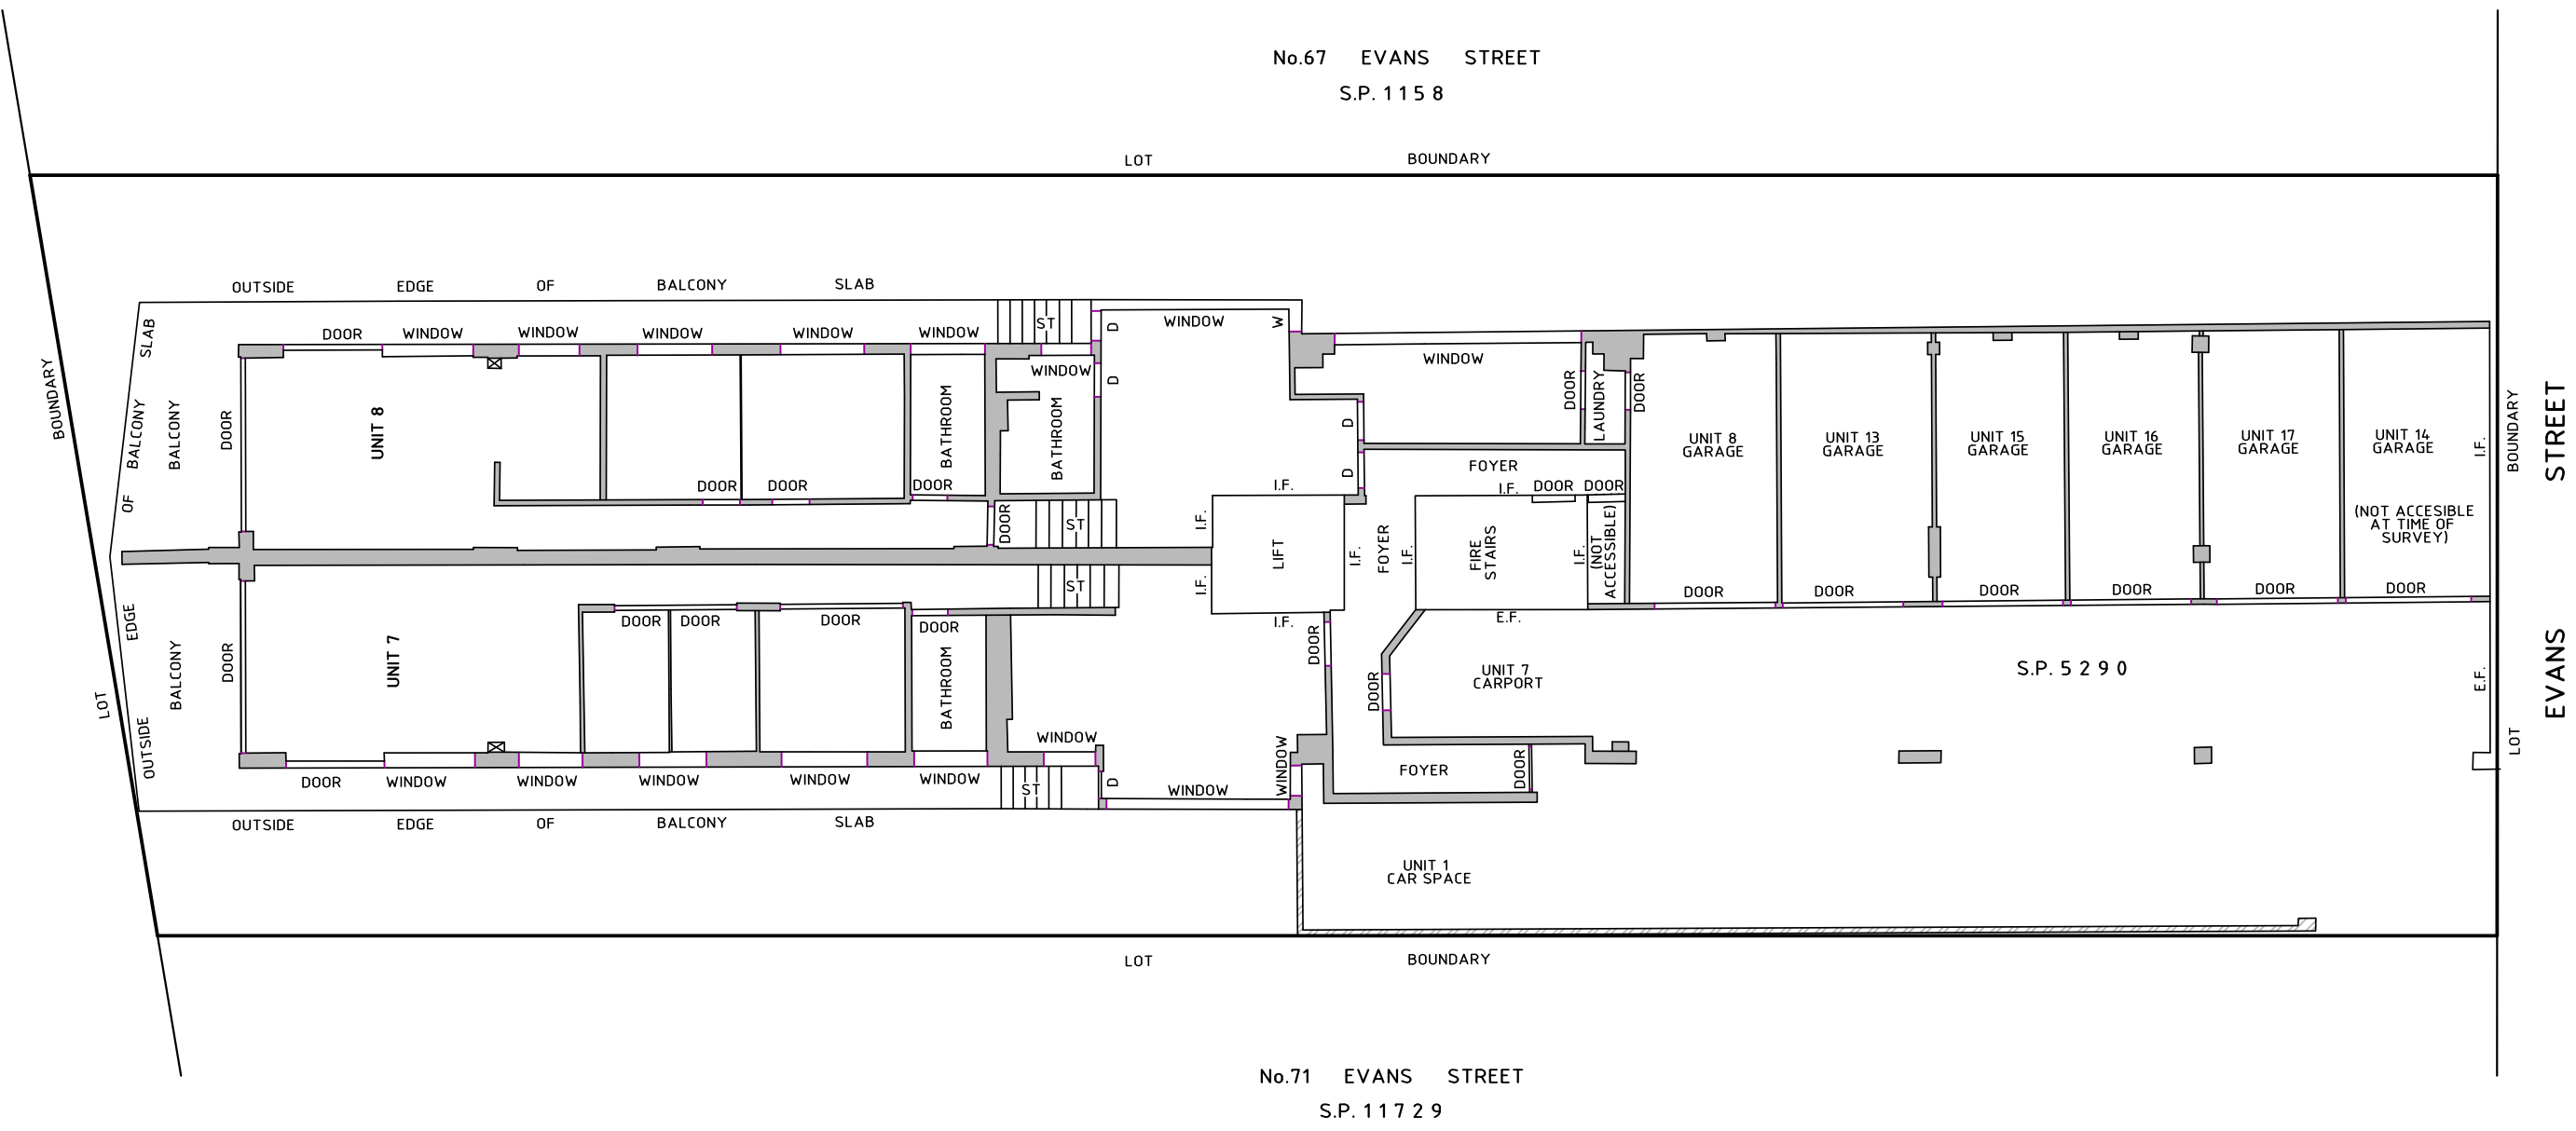 No.67 EVANS STREET
S.P. 1158
LOT BOUNDARY
OUTSIDE EDGE OF BALCONY SLAB
DOOR WINDOW WINDOW WINDOW WINDOW WINDOW
ST
D
WINDOW
W
WINDOW
D
WINDOW
BOUNDARY
LOT
SLAB
BALCONY
OF
EDGE
OUTSIDE
BALCONY
DOOR
UNIT 8
DOOR
DOOR
BATHROOM
DOOR
BATHROOM
DOOR
ST
D
D
I.F.
I.F.
LIFT
I.F.
I.F.
I.F.
ST
DOOR
LAUNDRY
DOOR
FOYER
I.F.
DOOR
DOOR
FOYER
I.F.
FIRE
STAIRS
I.F.
(NOT
ACCESSIBLE)
E.F.
UNIT 8
GARAGE
UNIT 13
GARAGE
UNIT 15
GARAGE
UNIT 16
GARAGE
UNIT 17
GARAGE
UNIT 14
GARAGE
(NOT ACCESIBLE
AT TIME OF
SURVEY)
DOOR DOOR DOOR DOOR DOOR DOOR
I.F.
E.F.
BOUNDARY
LOT
EVANS STREET
BALCONY
DOOR
UNIT 7
DOOR
DOOR
DOOR
DOOR
BATHROOM
DOOR
DOOR
UNIT 7
CARPORT
S.P. 5290
WINDOW
WINDOW
FOYER
DOOR
DOOR WINDOW WINDOW WINDOW WINDOW WINDOW
ST
D
WINDOW
OUTSIDE EDGE OF BALCONY SLAB
UNIT 1
CAR SPACE
LOT BOUNDARY
No.71 EVANS STREET
S.P. 11729